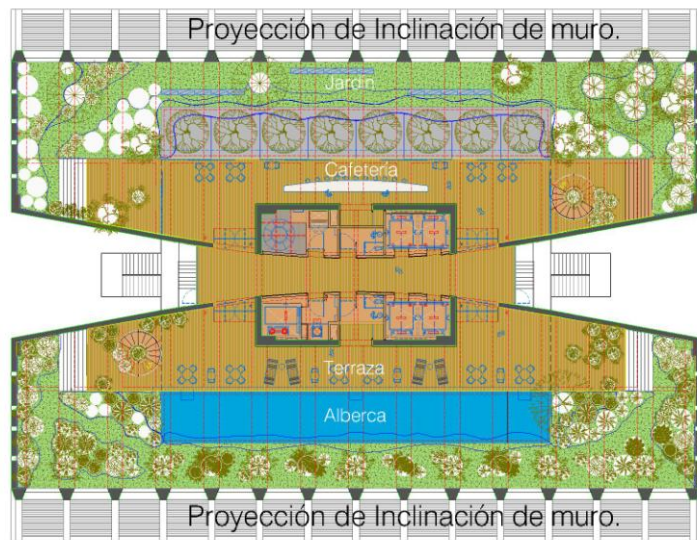 Proyección de Inclinación de muro.
Jardín
Cafetería
Terraza
Alberca
Proyección de Inclinación de muro.